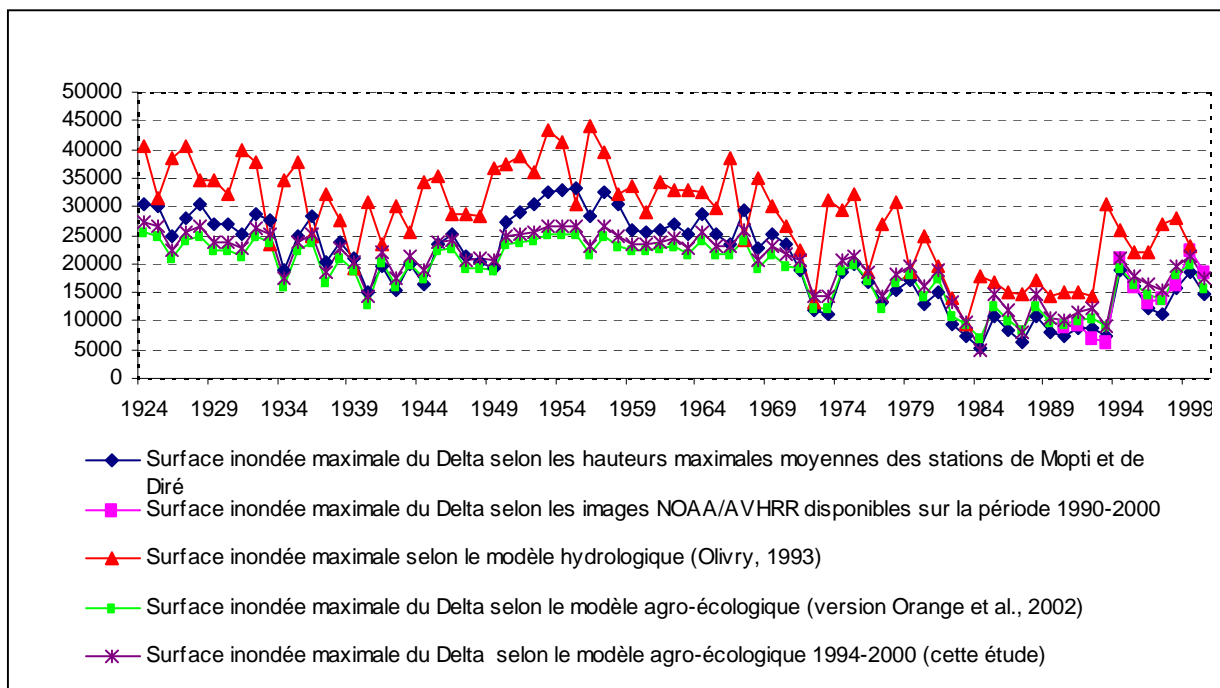 50000
45000
40000
35000
30000
25000
20000
15000
10000
5000
0
1924 1929 1934 1939 1944 1949 1954 1959 1964 1969 1974 1979 1984 1989 1994 1999
Surface inondée maximale du Delta selon les hauteurs maximales moyennes des stations de Mopti et de
Diré
Surface inondée maximale du Delta selon les images NOAA/AVHRR disponibles sur la période 1990-2000
Surface inondée maximale selon le modèle hydrologique (Olivry, 1993)
Surface inondée maximale du Delta selon le modèle agro-écologique (version Orange et al., 2002)
Surface inondée maximale du Delta selon le modèle agro-écologique 1994-2000 (cette étude)